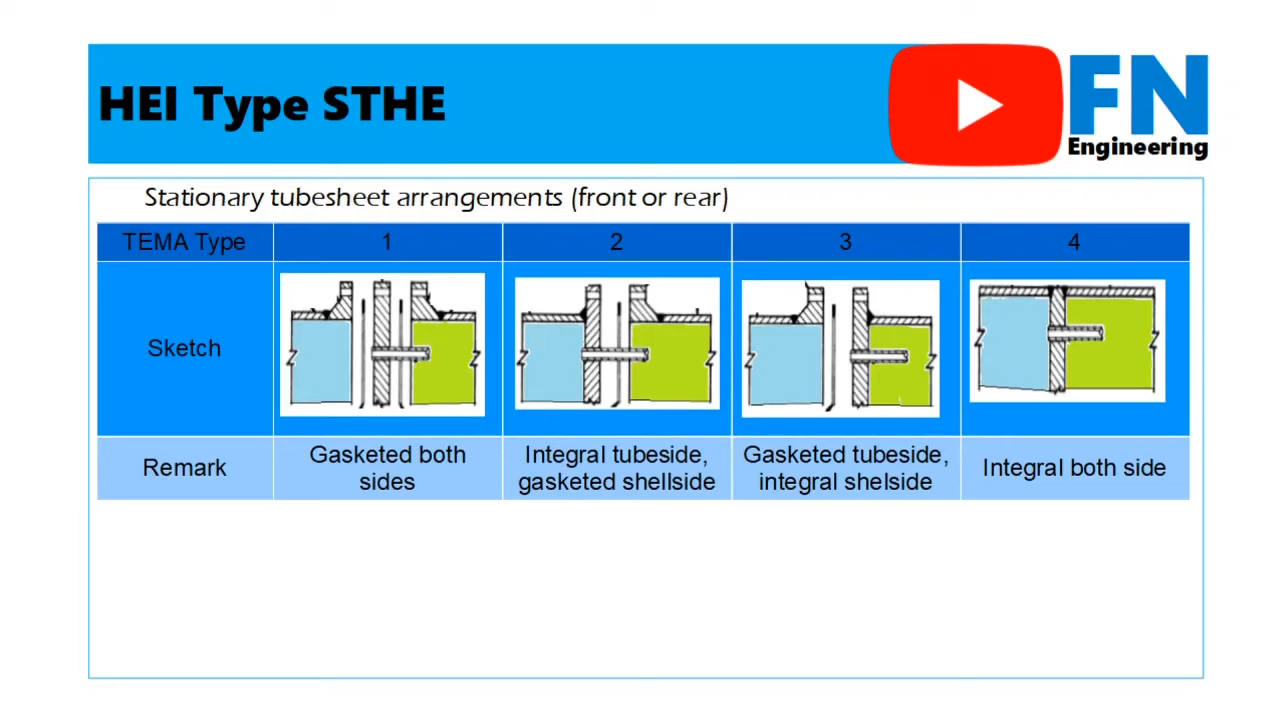 HEI Type STHE
FN
Engineering
Stationary tubesheet arrangements (front or rear)
TEMA Type 1 2 3 4
Sketch
Remark
Gasketed both
sides
Integral tubeside,
gasketed shellside
Gasketed tubeside,
integral shelside
Integral both side